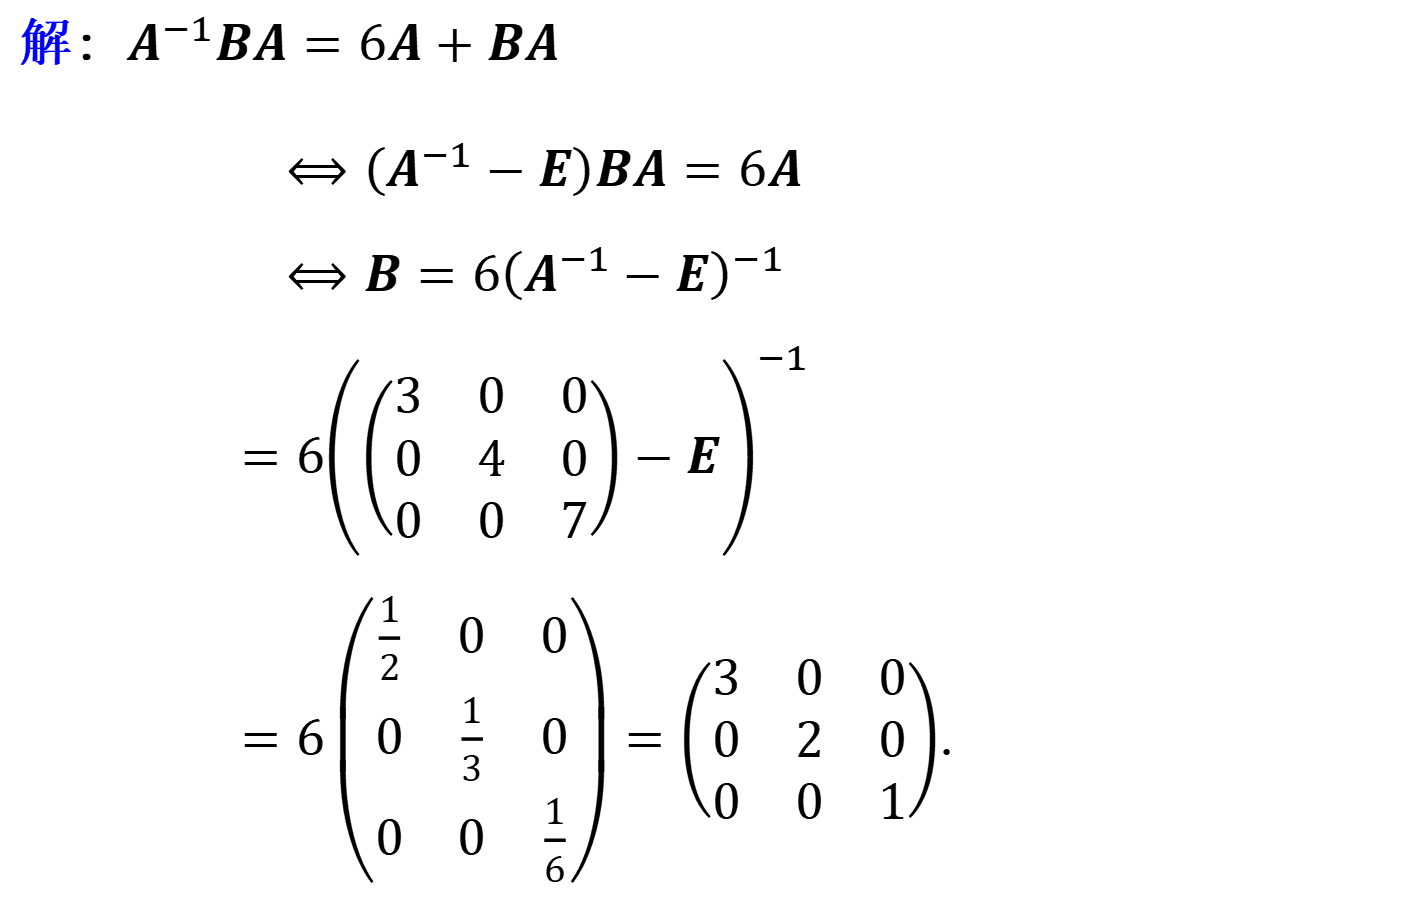 解: A⁻¹BA = 6A + BA
⟺ (A⁻¹ − E)BA = 6A
⟺ B = 6(A⁻¹ − E)⁻¹
= 6((3 0 0
0 4 0
0 0 7) − E)⁻¹
= 6(1/2 0 0
0 1/3 0
0 0 1/6) = (3 0 0
0 2 0
0 0 1).